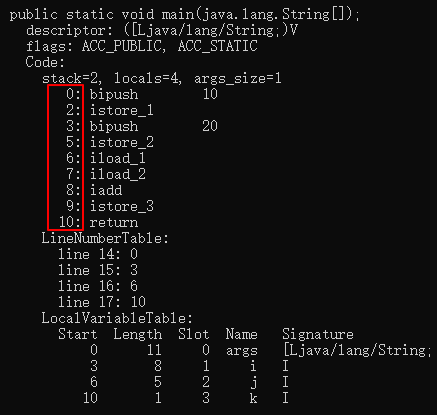 public static void main(java.lang.String[]);
descriptor: ([Ljava/lang/String;)V
flags: ACC_PUBLIC, ACC_STATIC
Code:
stack=2, locals=4, args_size=1
0: bipush 10
2: istore_1
3: bipush 20
5: istore_2
6: iload_1
7: iload_2
8: iadd
9: istore_3
10: return
LineNumberTable:
line 14: 0
line 15: 3
line 16: 6
line 17: 10
LocalVariableTable:
Start Length Slot Name Signature
0 11 0 args [Ljava/lang/String;
3 8 1 i I
6 5 2 j I
10 1 3 k I